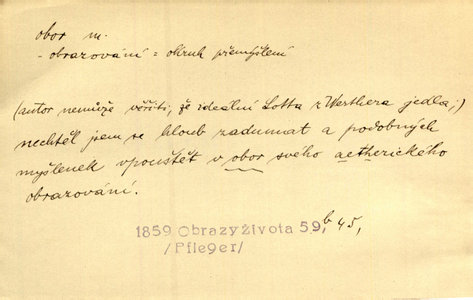 obor m.
- obrazování = okruh přemýšlení
(autor nemůže věřiti, že ideální Lotta z Werthera jedla;)
nechtěl jsem se hloub zadumat a podobných
myšlenek vpouštět v obor svého aetherického
obrazování.
1859 Obrazy života 59, b 45,
/Pfleger/